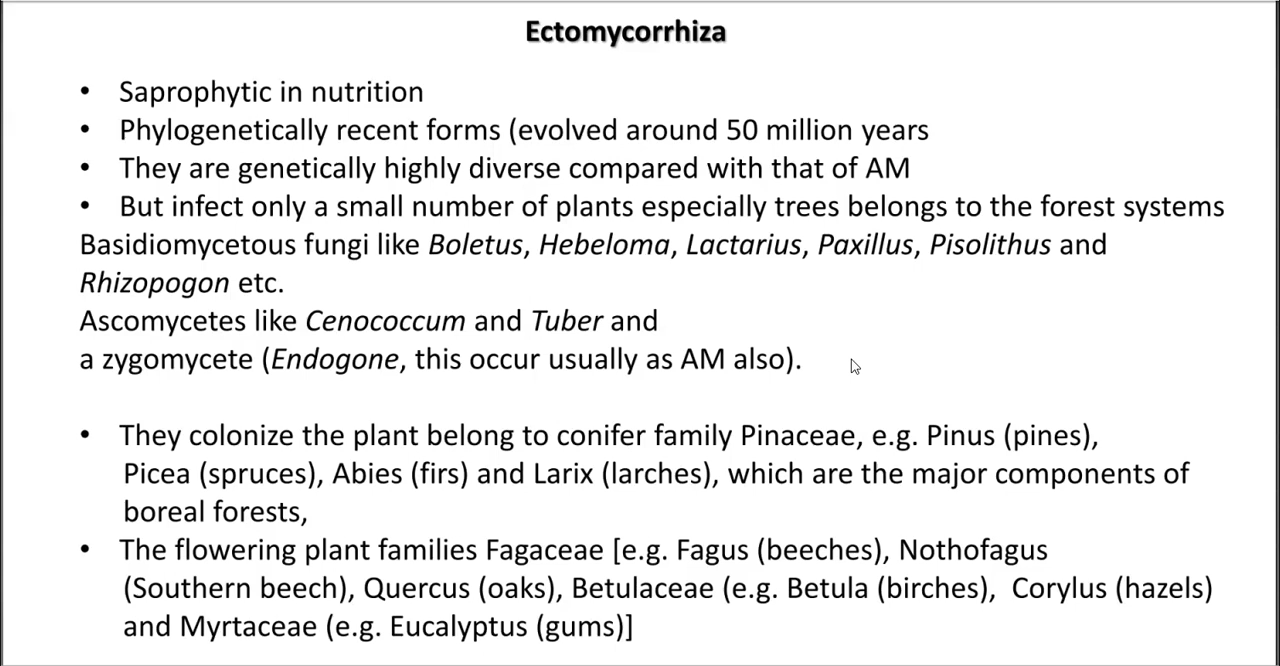 Ectomycorrhiza
• Saprophytic in nutrition
• Phylogenetically recent forms (evolved around 50 million years
• They are genetically highly diverse compared with that of AM
• But infect only a small number of plants especially trees belongs to the forest systems
Basidiomycetous fungi like Boletus, Hebeloma, Lactarius, Paxillus, Pisolithus and
Rhizopogon etc.
Ascomycetes like Cenococcum and Tuber and
a zygomycete (Endogone, this occur usually as AM also).
• They colonize the plant belong to conifer family Pinaceae, e.g. Pinus (pines),
Picea (spruces), Abies (firs) and Larix (larches), which are the major components of
boreal forests,
• The flowering plant families Fagaceae [e.g. Fagus (beeches), Nothofagus
(Southern beech), Quercus (oaks), Betulaceae (e.g. Betula (birches), Corylus (hazels)
and Myrtaceae (e.g. Eucalyptus (gums)]